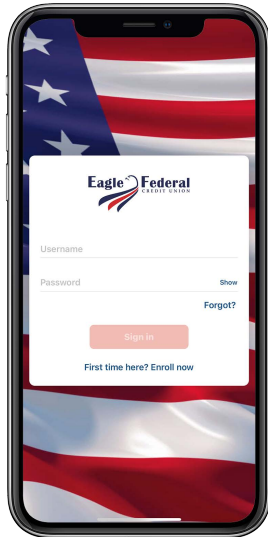 Eagle Federal
CREDIT UNION
Username
Password Show
Forgot?
Sign in
First time here? Enroll now